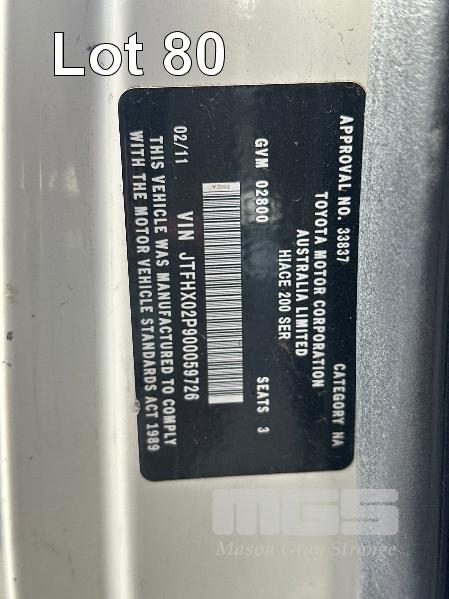 Lot 80
APPROVAL NO. 33837 CATEGORY NA
TOYOTA MOTOR CORPORATION
AUSTRALIA LIMITED
HIACE 200 SER
GVM 02800 SEATS 3
VIN JTFHX02P900059726
02/11
THIS VEHICLE WAS MANUFACTURED TO COMPLY
WITH THE MOTOR VEHICLE STANDARDS ACT 1989
MGS
Mason Gray Strange